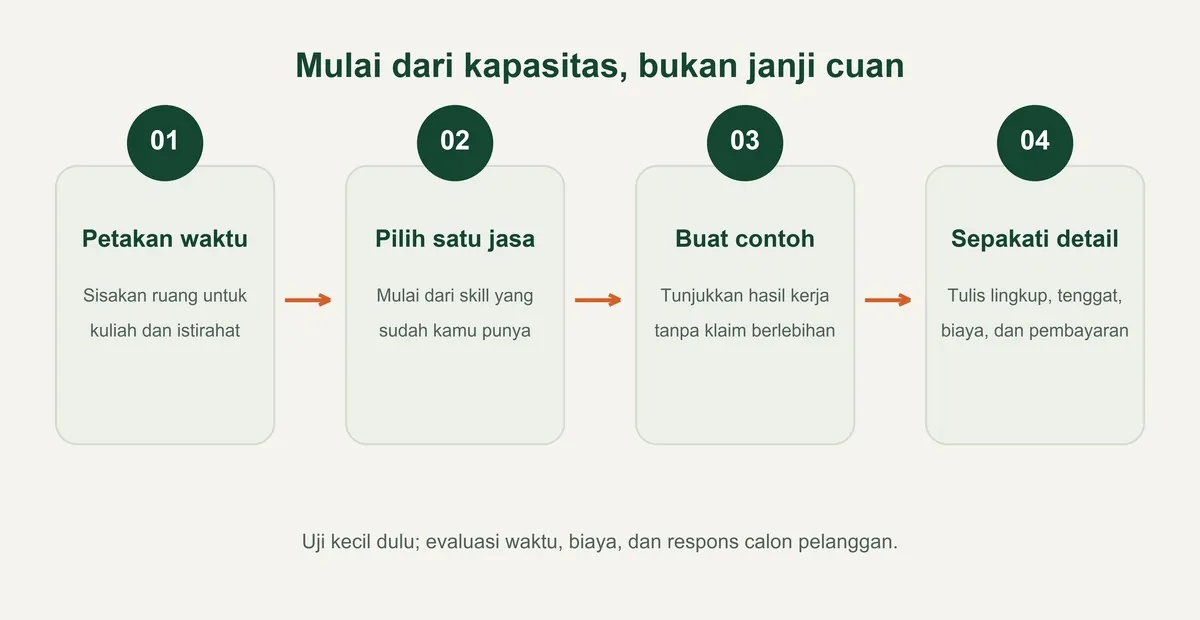 Mulai dari kapasitas, bukan janji cuan
01
Petakan waktu
Sisakan ruang untuk
kuliah dan istirahat
02
Pilih satu jasa
Mulai dari skill yang
sudah kamu punya
03
Buat contoh
Tunjukkan hasil kerja
tanpa klaim berlebihan
04
Sepakati detail
Tulis lingkup, tenggat,
biaya, dan pembayaran
Uji kecil dulu; evaluasi waktu, biaya, dan respons calon pelanggan.